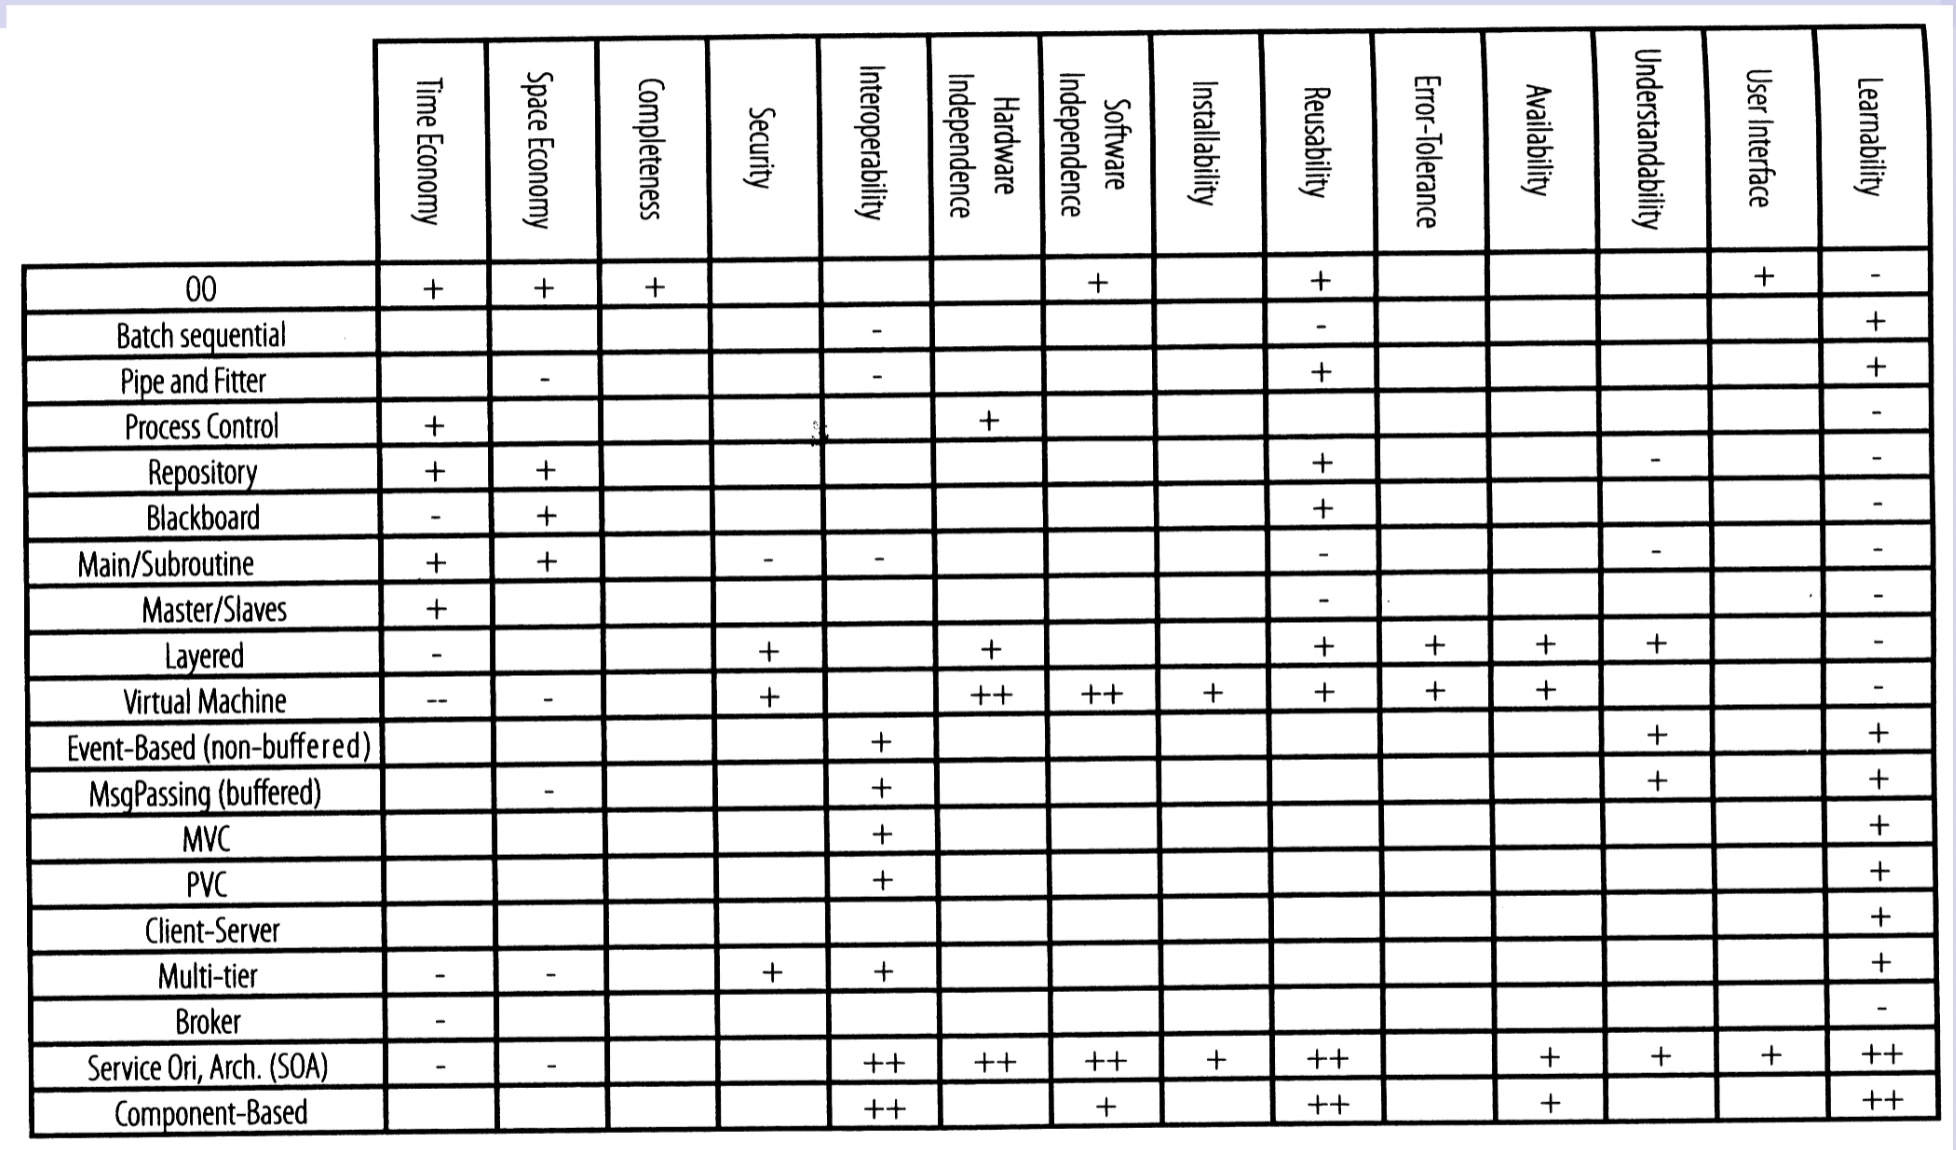 Time Economy
Space Economy
Completeness
Security
Interoperability
Hardware
Independence
Software
Independence
Installability
Reusability
Error-Tolerance
Availability
Understandability
User Interface
Learnability
OO + + + + + + -
Batch sequential - - +
Pipe and Fitter - - + +
Process Control + + -
Repository + + + - -
Blackboard - + + -
Main/Subroutine + + - - - - -
Master/Slaves + - -
Layered - + + + + + + -
Virtual Machine -- - + ++ ++ + + + + -
Event-Based (non-buffered) + + +
MsgPassing (buffered) - + + +
MVC + +
PVC + +
Client-Server +
Multi-tier - - + + +
Broker - -
Service Ori, Arch. (SOA) - - ++ ++ ++ + ++ + + + ++
Component-Based ++ + ++ + ++